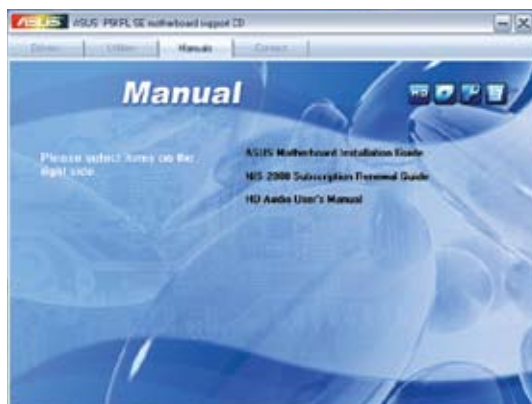 ASUS P5KPL SE motherboard support CD
Drivers Utilities Manuals Contact
Manual
Please select items on the
right side.
ASUS Motherboard Installation Guide
NIS 2008 Subscription Renewal Guide
HD Audio User's Manual